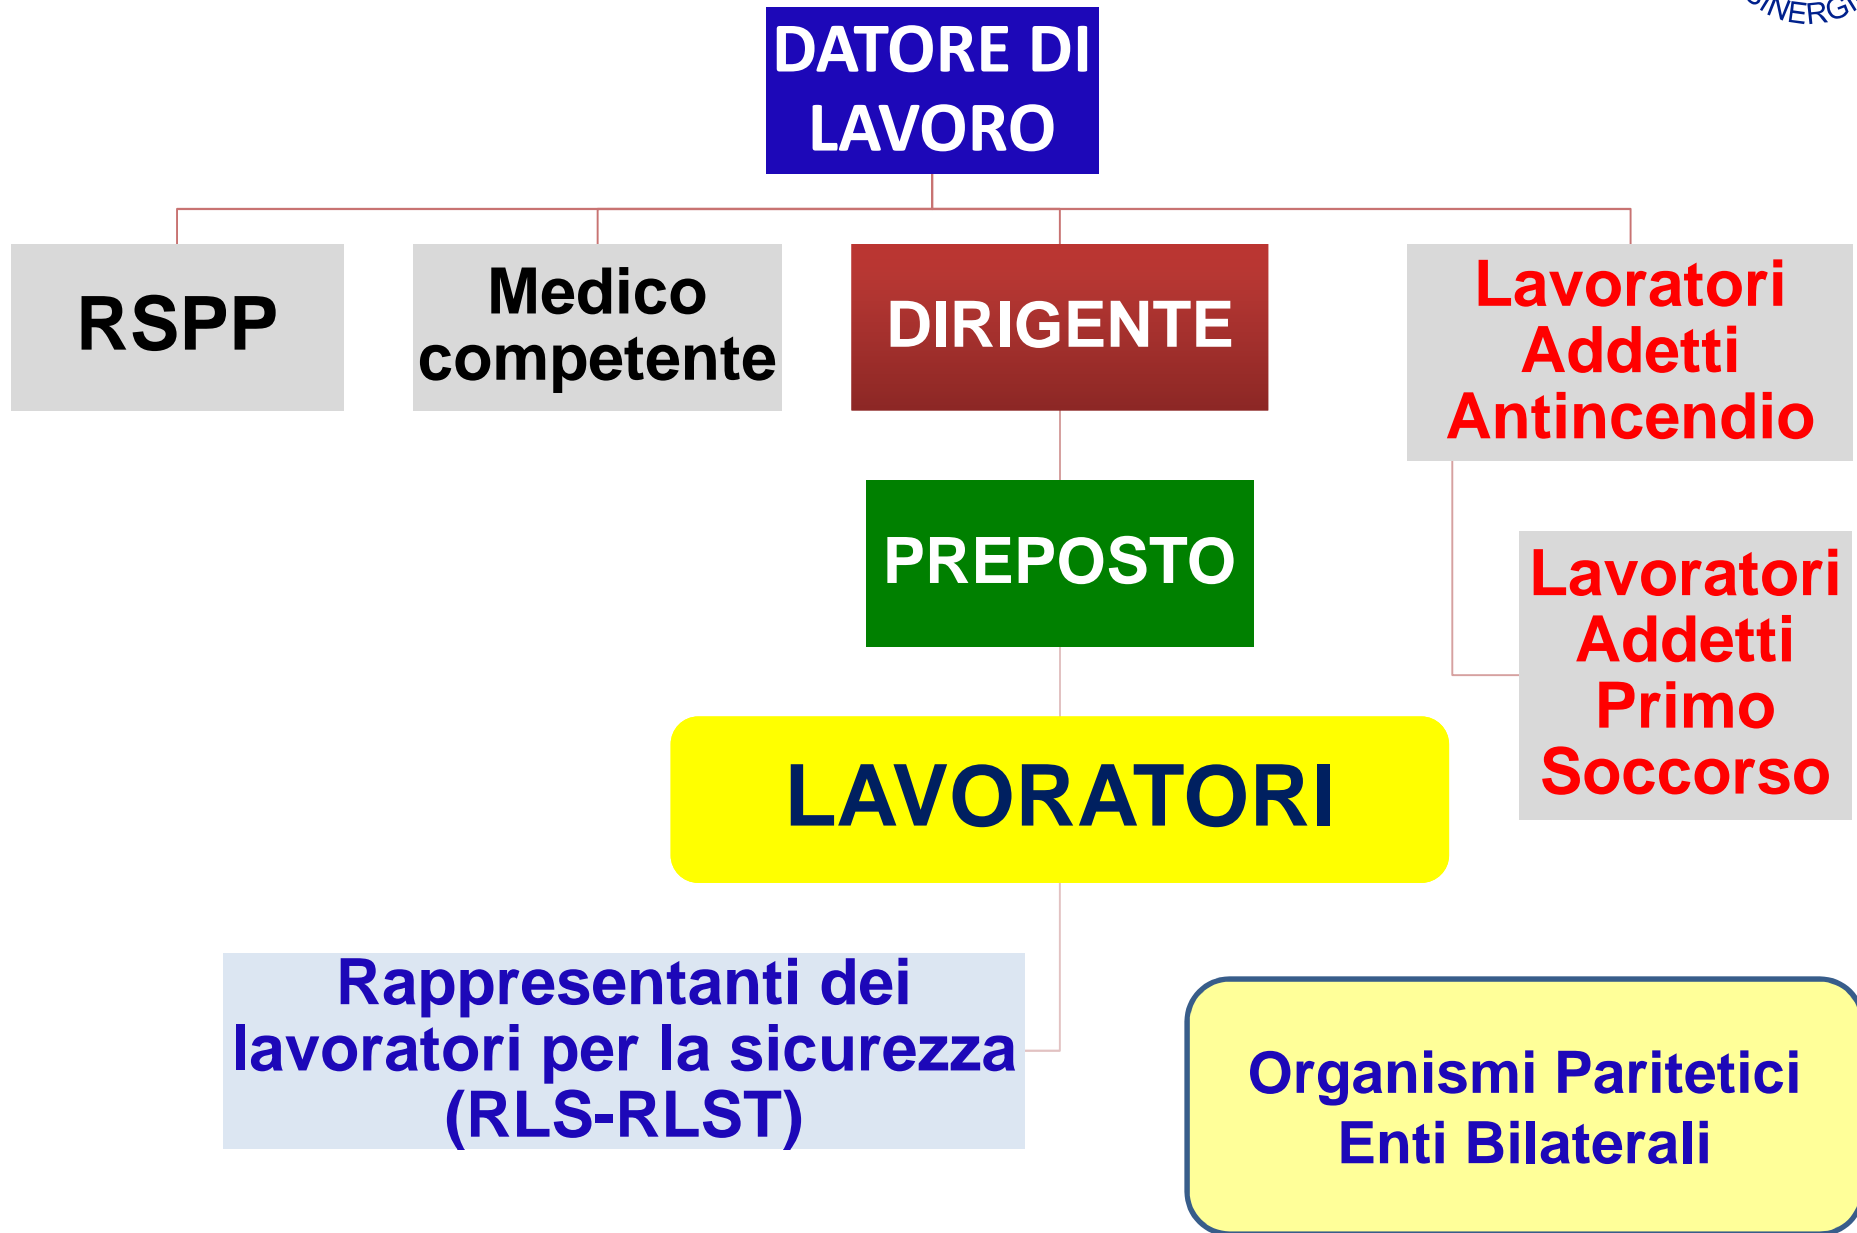 DATORE DI
LAVORO
RSPP
Medico
competente
DIRIGENTE
Lavoratori
Addetti
Antincendio
PREPOSTO
Lavoratori
Addetti
Primo
Soccorso
LAVORATORI
Rappresentanti dei
lavoratori per la sicurezza
(RLS-RLST)
Organismi Paritetici
Enti Bilaterali